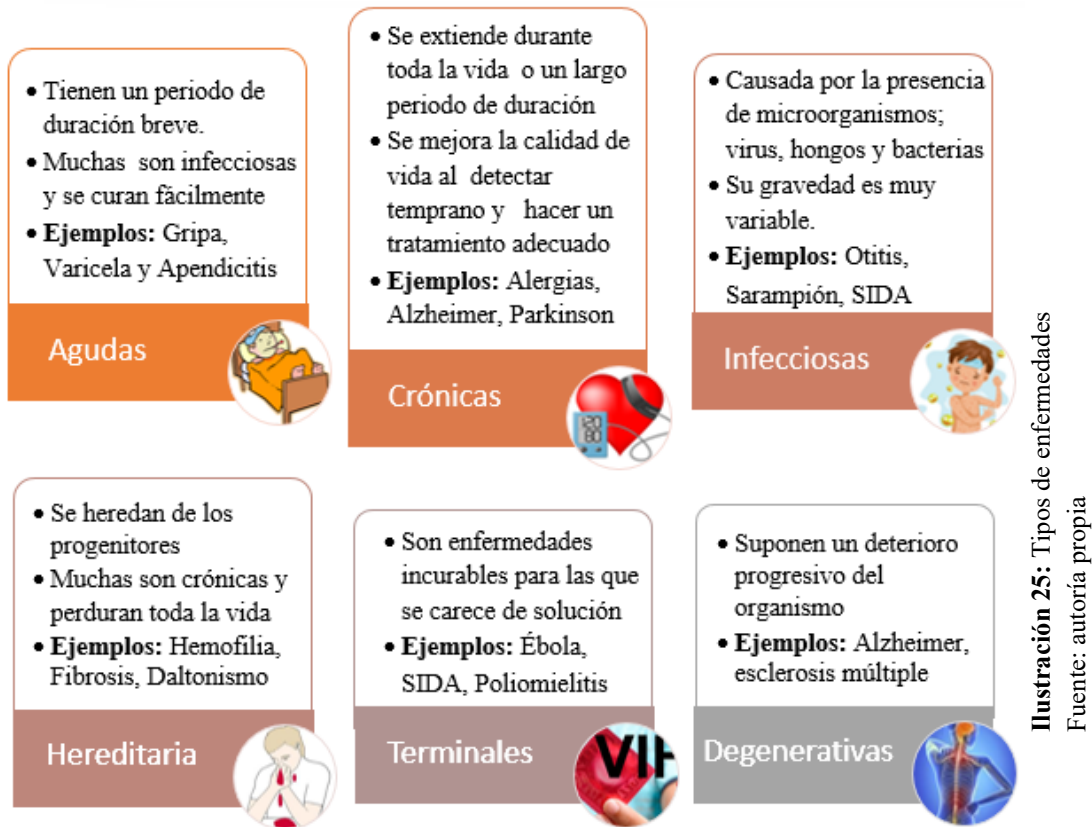 • Tienen un periodo de
duración breve.
• Muchas son infecciosas
y se curan fácilmente
• Ejemplos: Gripa,
Varicela y Apendicitis
Agudas
• Se extiende durante
toda la vida o un largo
periodo de duración
• Se mejora la calidad de
vida al detectar
temprano y hacer un
tratamiento adecuado
• Ejemplos: Alergias,
Alzheimer, Parkinson
Crónicas
120
80
• Causada por la presencia
de microorganismos;
virus, hongos y bacterias
• Su gravedad es muy
variable.
• Ejemplos: Otitis,
Sarampión, SIDA
Infecciosas
• Se heredan de los
progenitores
• Muchas son crónicas y
perduran toda la vida
• Ejemplos: Hemofilia,
Fibrosis, Daltonismo
Hereditaria
• Son enfermedades
incurables para las que
se carece de solución
• Ejemplos: Ébola,
SIDA, Poliomielitis
Terminales
VIH
• Suponen un deterioro
progresivo del
organismo
• Ejemplos: Alzheimer,
esclerosis múltiple
Degenerativas
Ilustración 25: Tipos de enfermedades
Fuente: autoría propia